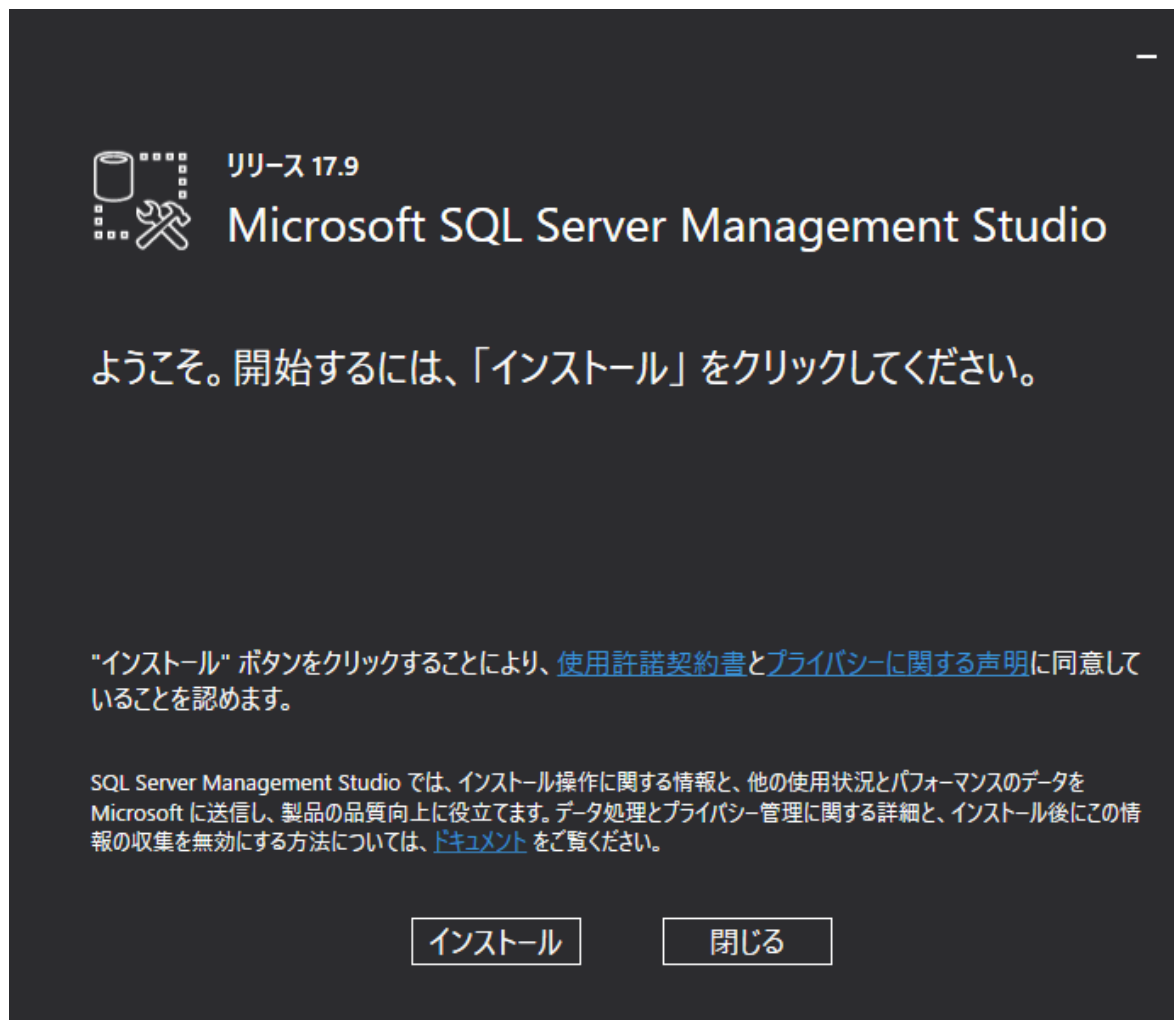 リリース 17.9
Microsoft SQL Server Management Studio
ようこそ。開始するには、「インストール」をクリックしてください。
"インストール" ボタンをクリックすることにより、使用許諾契約書とプライバシーに関する声明に同意して
いることを認めます。
SQL Server Management Studio では、インストール操作に関する情報と、他の使用状況とパフォーマンスのデータを
Microsoft に送信し、製品の品質向上に役立てます。データ処理とプライバシー管理に関する詳細と、インストール後にこの情
報の収集を無効にする方法については、ドキュメント をご覧ください。
インストール
閉じる